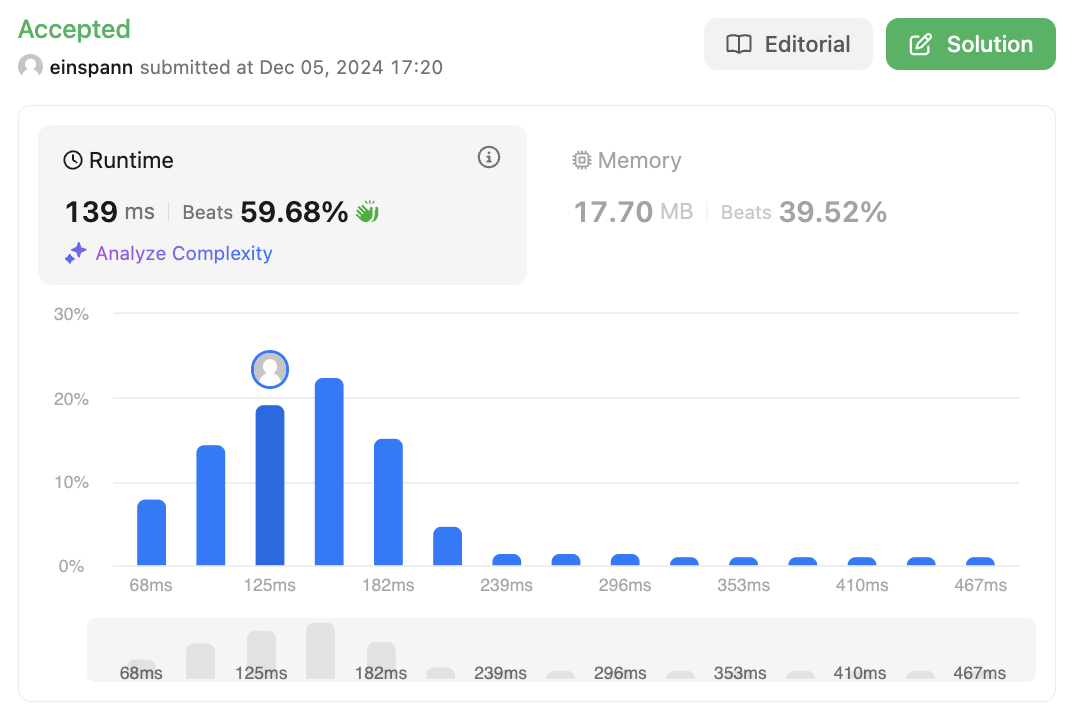 Accepted
einspann submitted at Dec 05, 2024 17:20
Editorial
Solution
Runtime
139 ms Beats 59.68%
Analyze Complexity
Memory
17.70 MB Beats 39.52%
30%
20%
10%
0%
68ms 125ms 182ms 239ms 296ms 353ms 410ms 467ms
68ms 125ms 182ms 239ms 296ms 353ms 410ms 467ms